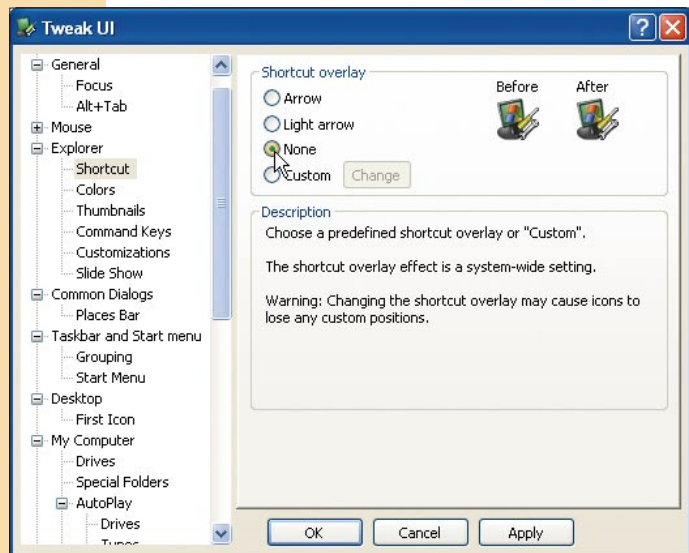 Tweak UI
General
Focus
Alt+Tab
Mouse
Explorer
Shortcut
Colors
Thumbnails
Command Keys
Customizations
Slide Show
Common Dialogs
Places Bar
Taskbar and Start menu
Grouping
Start Menu
Desktop
First Icon
My Computer
Drives
Special Folders
AutoPlay
Drives
Shortcut overlay
Arrow
Light arrow
None
Custom
Change
Before
After
Description
Choose a predefined shortcut overlay or "Custom".
The shortcut overlay effect is a system-wide setting.
Warning: Changing the shortcut overlay may cause icons to
lose any custom positions.
OK
Cancel
Apply